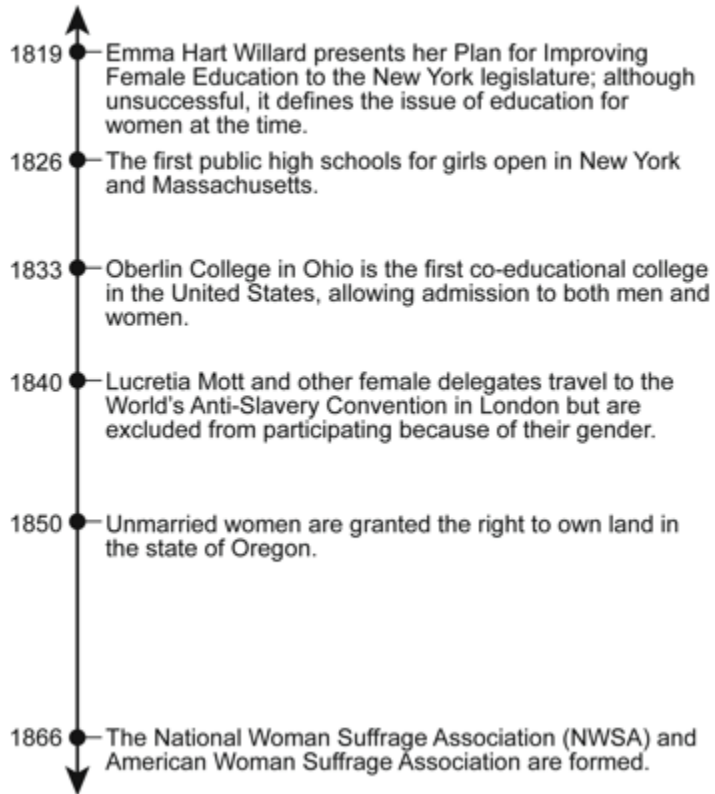 1819 Emma Hart Willard presents her Plan for Improving
Female Education to the New York legislature; although
unsuccessful, it defines the issue of education for
women at the time.
1826 The first public high schools for girls open in New York
and Massachusetts.
1833 Oberlin College in Ohio is the first co-educational college
in the United States, allowing admission to both men and
women.
1840 Lucretia Mott and other female delegates travel to the
World's Anti-Slavery Convention in London but are
excluded from participating because of their gender.
1850 Unmarried women are granted the right to own land in
the state of Oregon.
1866 The National Woman Suffrage Association (NWSA) and
American Woman Suffrage Association are formed.